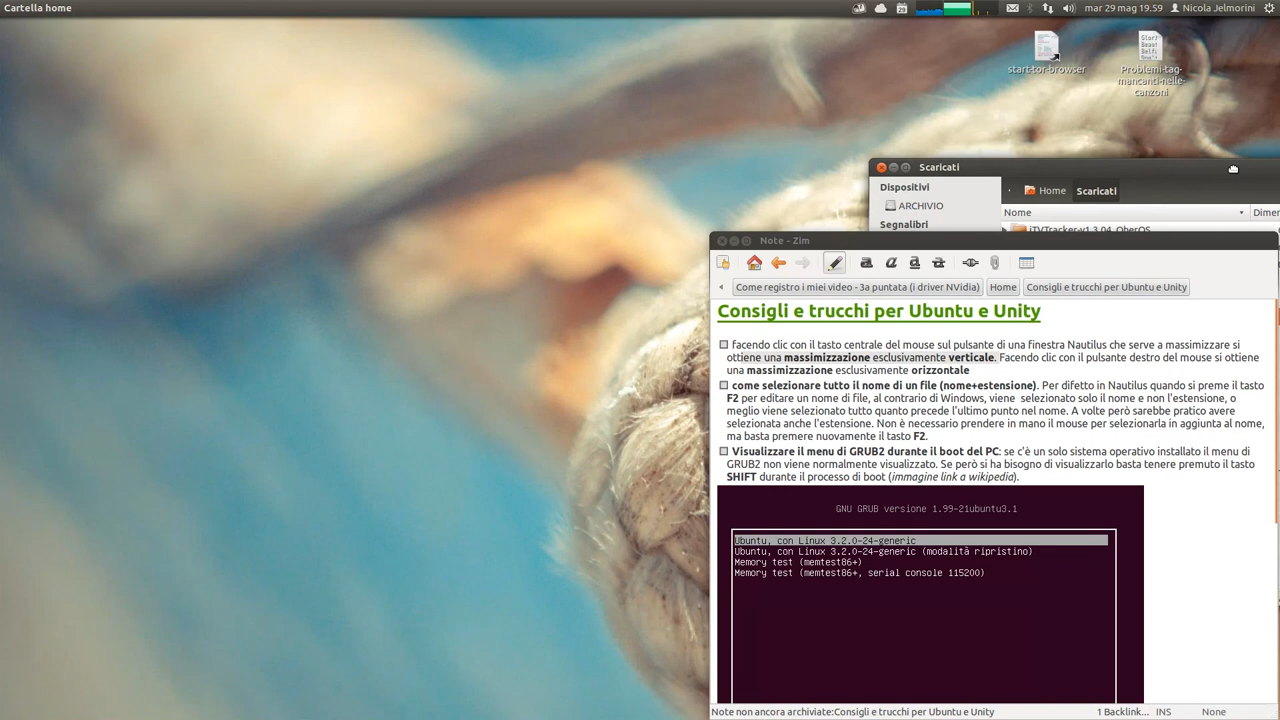 Cartella home
mar 29 mag 19.59
Nicola Jelmorini
start-tor-browser
Problemi-tag-
mancanti-nelle-
canzoni
Scaricati
Dispositivi
ARCHIVIO
Segnalibri
Home
Scaricati
Nome
Dimer
iTVTracker-v1.3.04_OberOS
Note - Zim
Come registro i miei video - 3a puntata (i driver NVidia)
Home
Consigli e trucchi per Ubuntu e Unity
Consigli e trucchi per Ubuntu e Unity
facendo clic con il tasto centrale del mouse sul pulsante di una finestra Nautilus che serve a massimizzare si
ottiene una massimizzazione esclusivamente verticale. Facendo clic con il pulsante destro del mouse si ottiene
una massimizzazione esclusivamente orizzontale
come selezionare tutto il nome di un file (nome+estensione). Per difetto in Nautilus quando si preme il tasto
F2 per editare un nome di file, al contrario di Windows, viene selezionato solo il nome e non l'estensione, o
meglio viene selezionato tutto quanto precede l'ultimo punto nel nome. A volte però sarebbe pratico avere
selezionata anche l'estensione. Non è necessario prendere in mano il mouse per selezionarla in aggiunta al nome,
ma basta premere nuovamente il tasto F2.
Visualizzare il menu di GRUB2 durante il boot del PC: se c'è un solo sistema operativo installato il menu di
GRUB2 non viene normalmente visualizzato. Se però si ha bisogno di visualizzarlo basta tenere premuto il tasto
SHIFT durante il processo di boot (immagine link a wikipedia).
GNU GRUB versione 1.99-21ubuntu3.1
Ubuntu, con Linux 3.2.0-24-generic
Ubuntu, con Linux 3.2.0-24-generic (modalità ripristino)
Memory test (memtest86+)
Memory test (memtest86+, serial console 115200)
Note non ancora archiviate:Consigli e trucchi per Ubuntu e Unity
1 Backlink...
INS
None